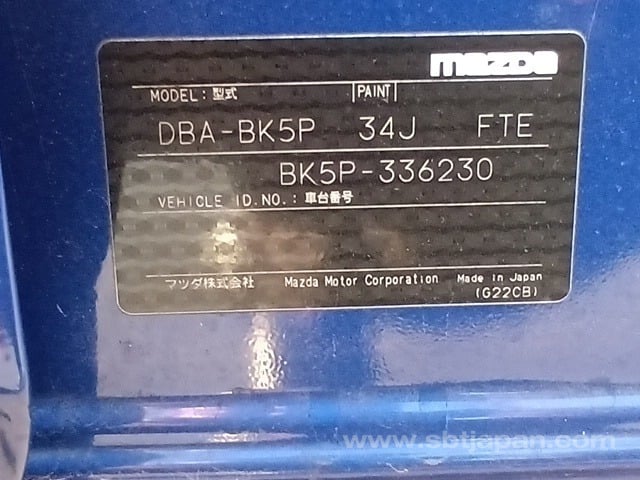 mazda
MODEL: 型式 PAINT
DBA-BK5P 34J FTE
BK5P-336230
VEHICLE ID.NO.: 車台番号
マツダ株式会社 Mazda Motor Corporation Made in Japan
(G22CB)
www.sbtjapan.com